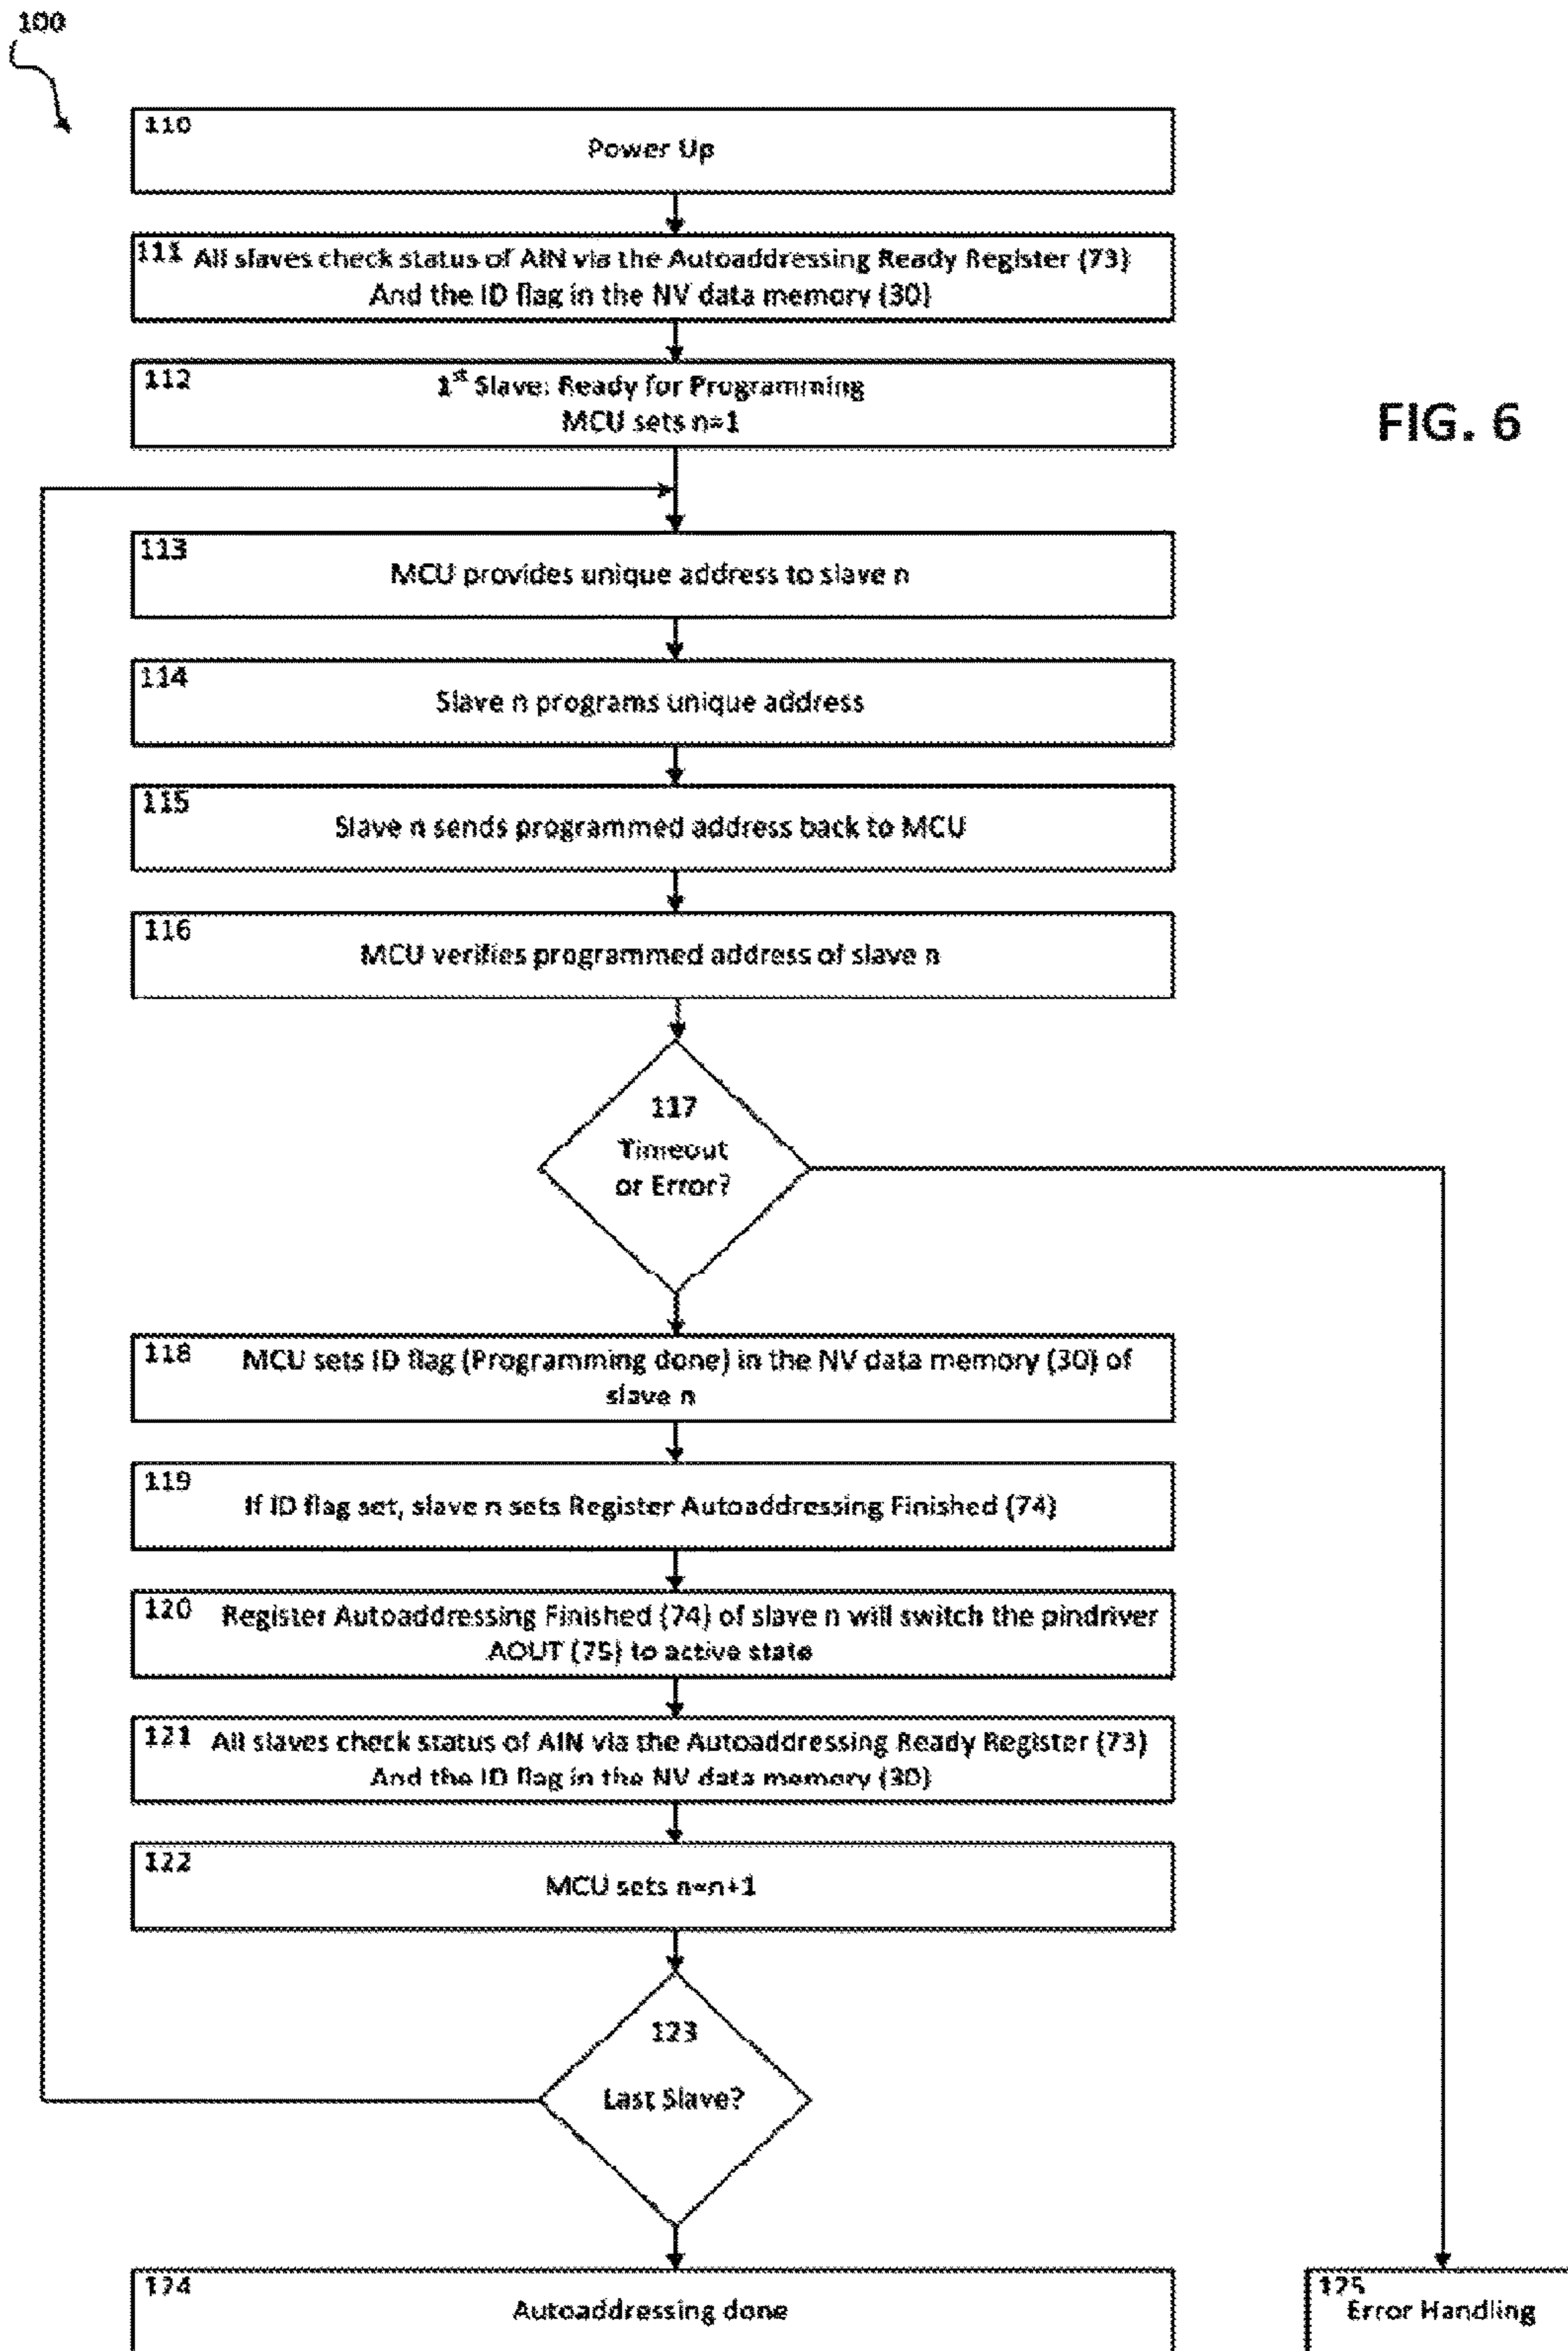 100
110
Power Up
111 All slaves check status of AIN via the Autoaddressing Ready Register (73)
And the ID flag in the NV data memory (30)
112
1st Slave: Ready for Programming
MCU sets n=1
FIG. 6
113
MCU provides unique address to slave n
114
Slave n programs unique address
115
Slave n sends programmed address back to MCU
116
MCU verifies programmed address of slave n
117
Timeout
or Error?
118 MCU sets ID flag (Programming done) in the NV data memory (30) of
slave n
119
If ID flag set, slave n sets Register Autoaddressing Finished (74)
120 Register Autoaddressing Finished (74) of slave n will switch the pindriver
AOUT (75) to active state
121 All slaves check status of AIN via the Autoaddressing Ready Register (73)
And the ID flag in the NV data memory (30)
122
MCU sets n=n+1
123
Last Slave?
124
Autoaddressing done
125
Error Handling